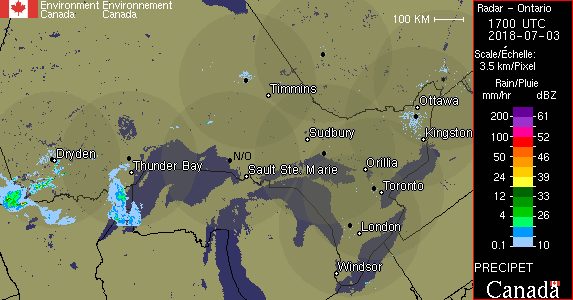 Environment Environnement
Canada Canada
100 KM
Timmins
Ottawa
Sudbury
Kingston
Dryden
Thunder Bay
N/O
Sault Ste. Marie
Orillia
Toronto
London
Windsor
Radar - Ontario
1700 UTC
2018-07-03
Scale/Échelle:
3.5 km/Pixel
Rain/Pluie
mm/hr dBZ
200 61
100 52
50 46
24 39
12 33
4 26
0.1 10
PRECIPET
Canada